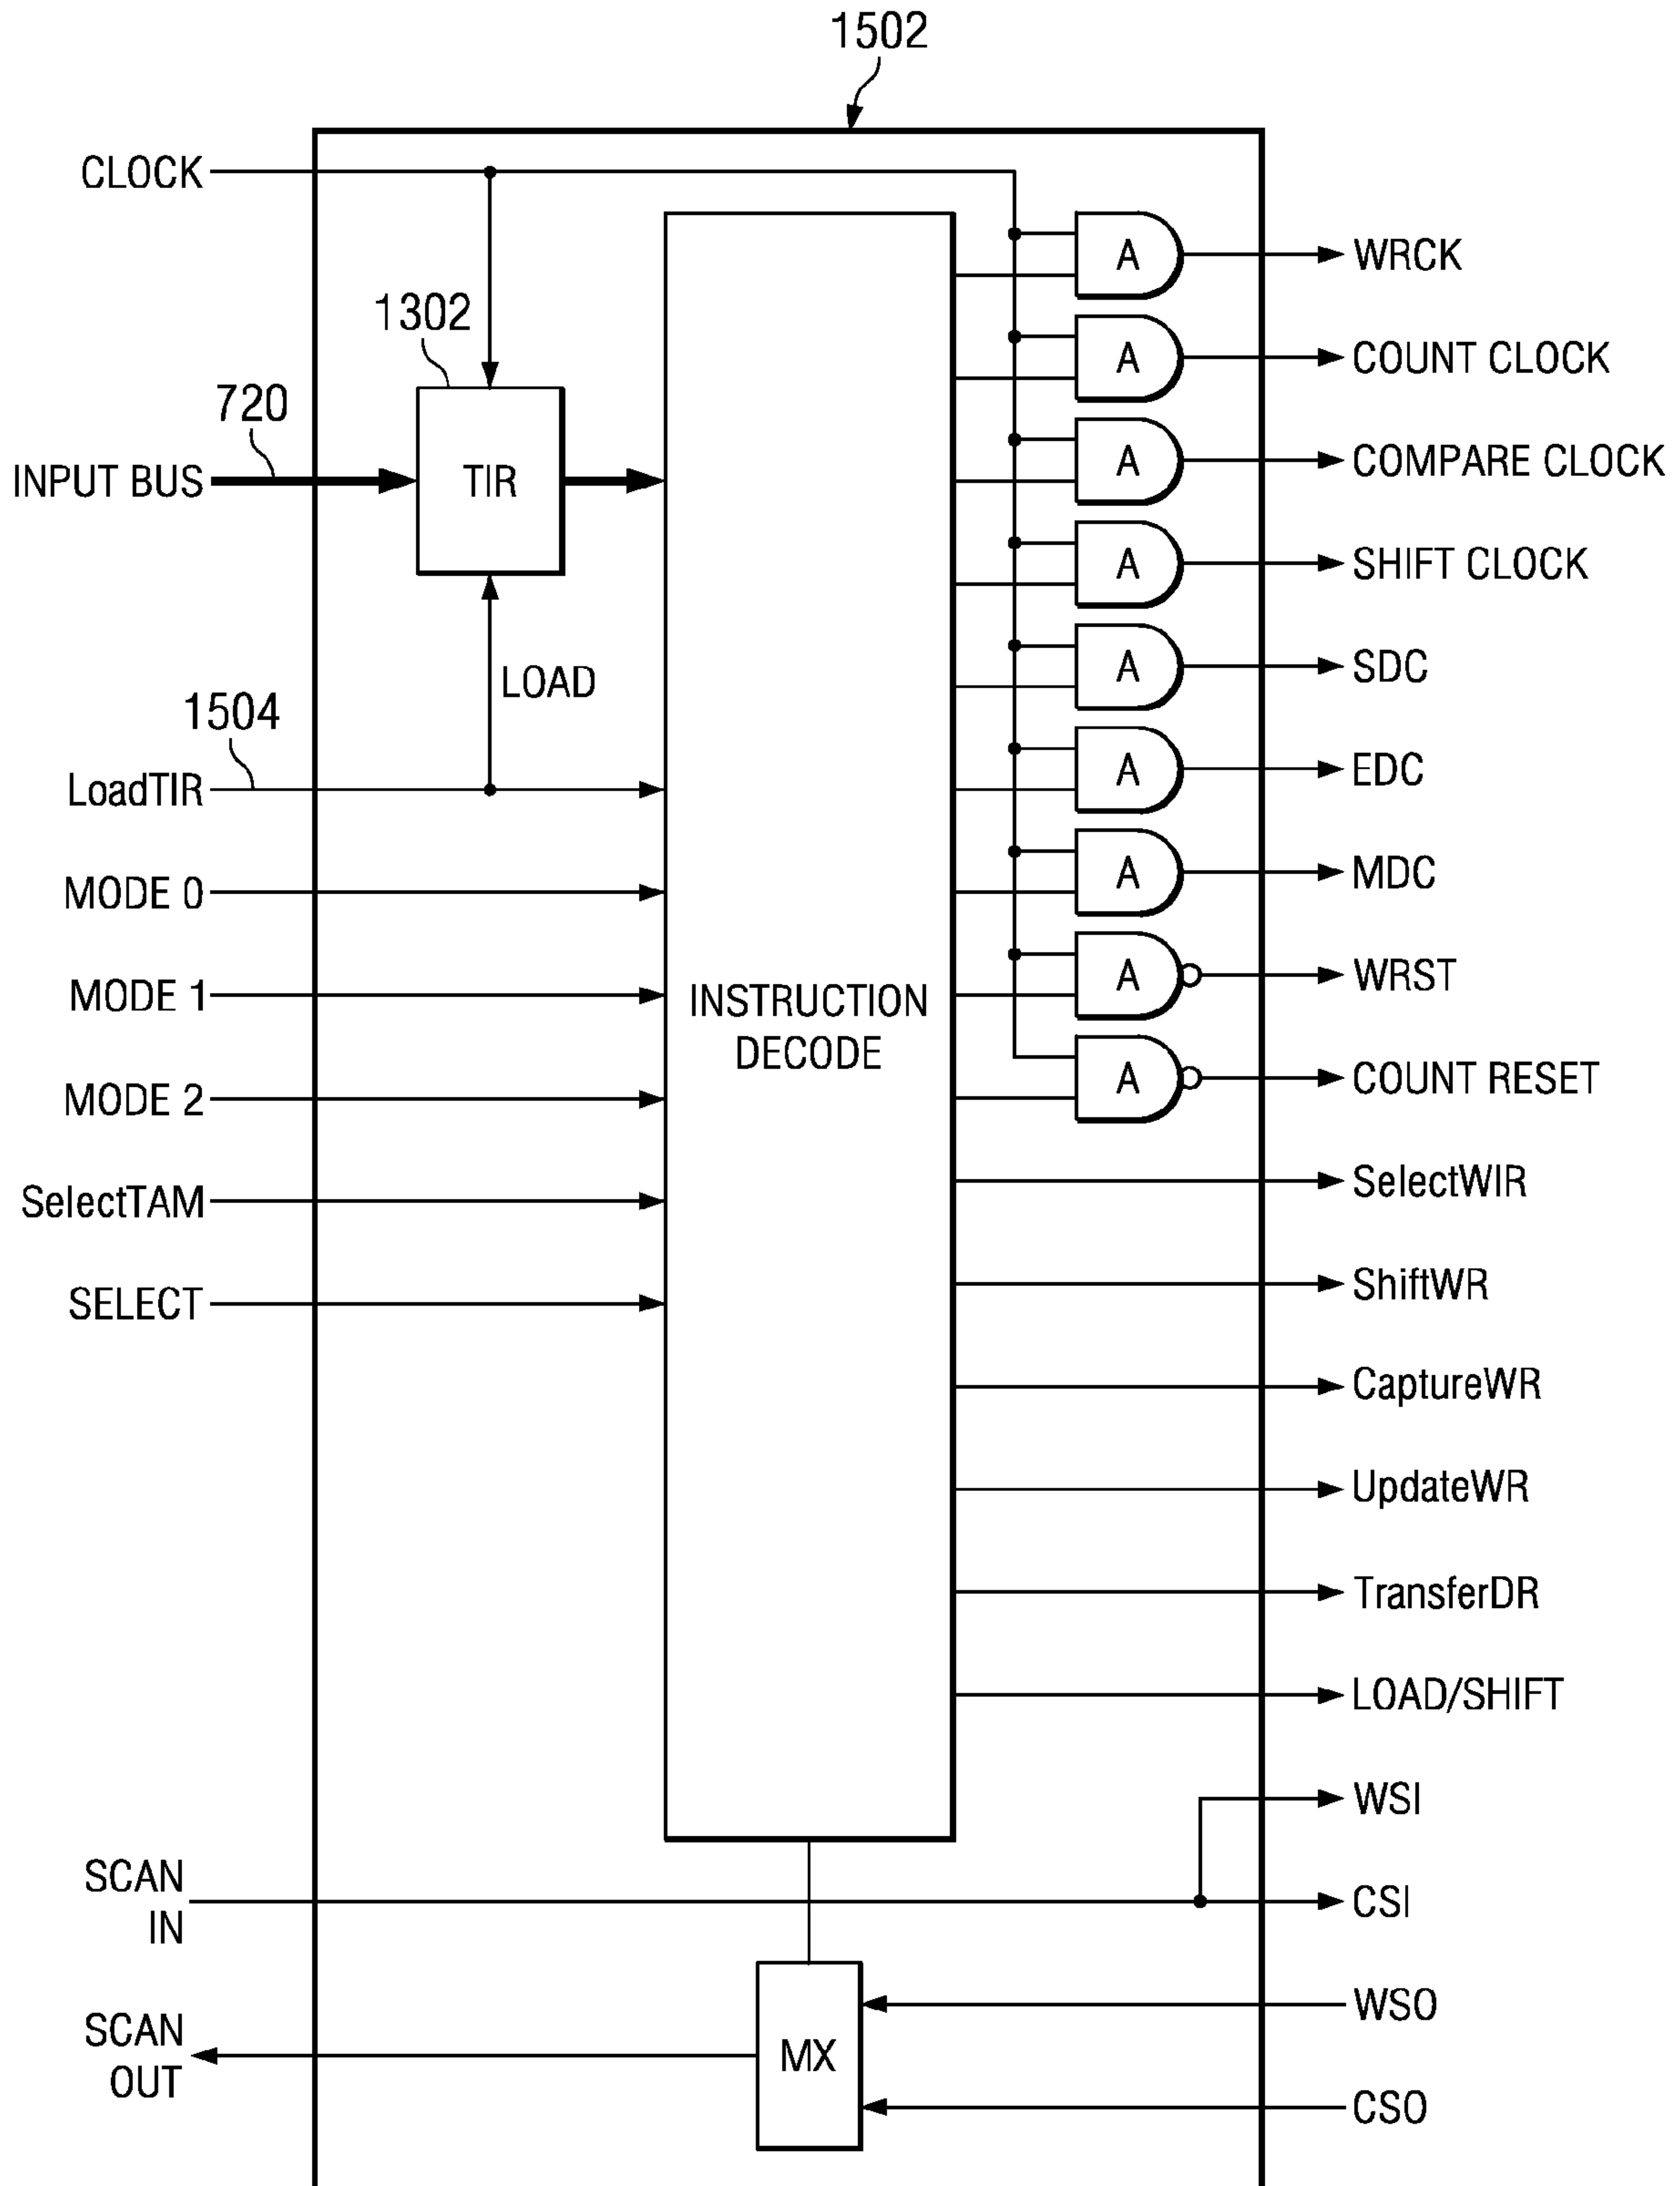 1502
CLOCK
A
WRCK
1302
A
COUNT CLOCK
720
INPUT BUS
TIR
A
COMPARE CLOCK
A
SHIFT CLOCK
LOAD
A
SDC
1504
LoadTIR
A
EDC
MODE 0
A
MDC
MODE 1
INSTRUCTION
DECODE
A
WRST
MODE 2
A
COUNT RESET
SelectTAM
SelectWIR
SELECT
ShiftWR
CaptureWR
UpdateWR
TransferDR
LOAD/SHIFT
WSI
SCAN
IN
CSI
WSO
SCAN
OUT
MX
CSO